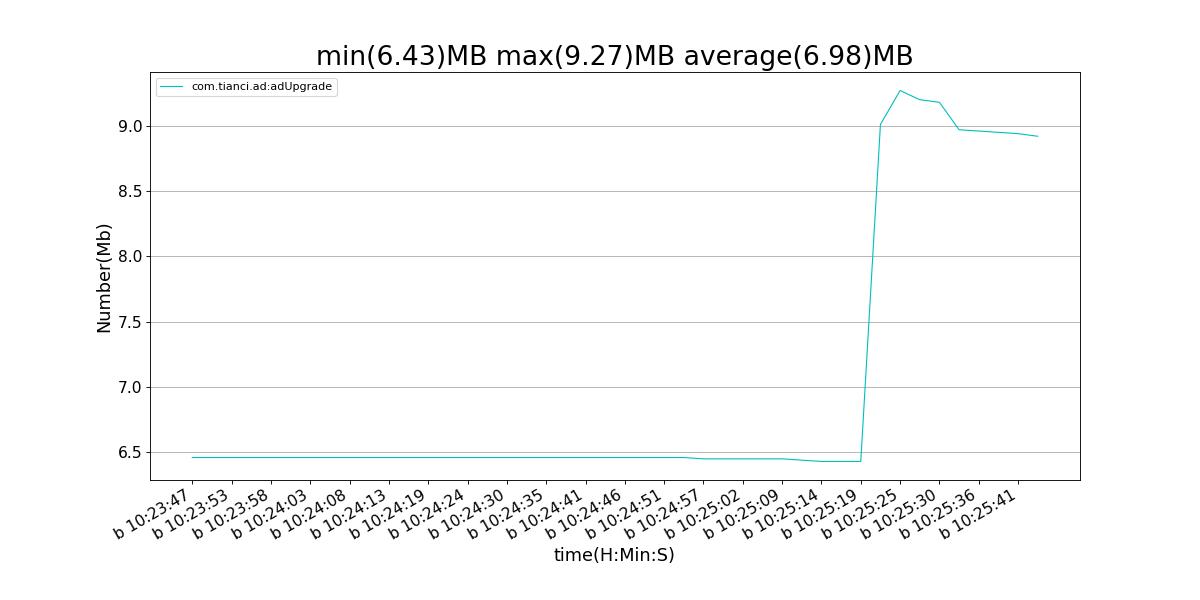 min(6.43)MB max(9.27)MB average(6.98)MB
com.tianci.ad:adUpgrade
Number(Mb)
9.0
8.5
8.0
7.5
7.0
6.5
b 10:23:47
b 10:23:53
b 10:23:58
b 10:24:03
b 10:24:08
b 10:24:13
b 10:24:19
b 10:24:24
b 10:24:30
b 10:24:35
b 10:24:41
b 10:24:46
b 10:24:51
b 10:24:57
b 10:25:02
b 10:25:09
b 10:25:14
b 10:25:19
b 10:25:25
b 10:25:30
b 10:25:36
b 10:25:41
time(H:Min:S)